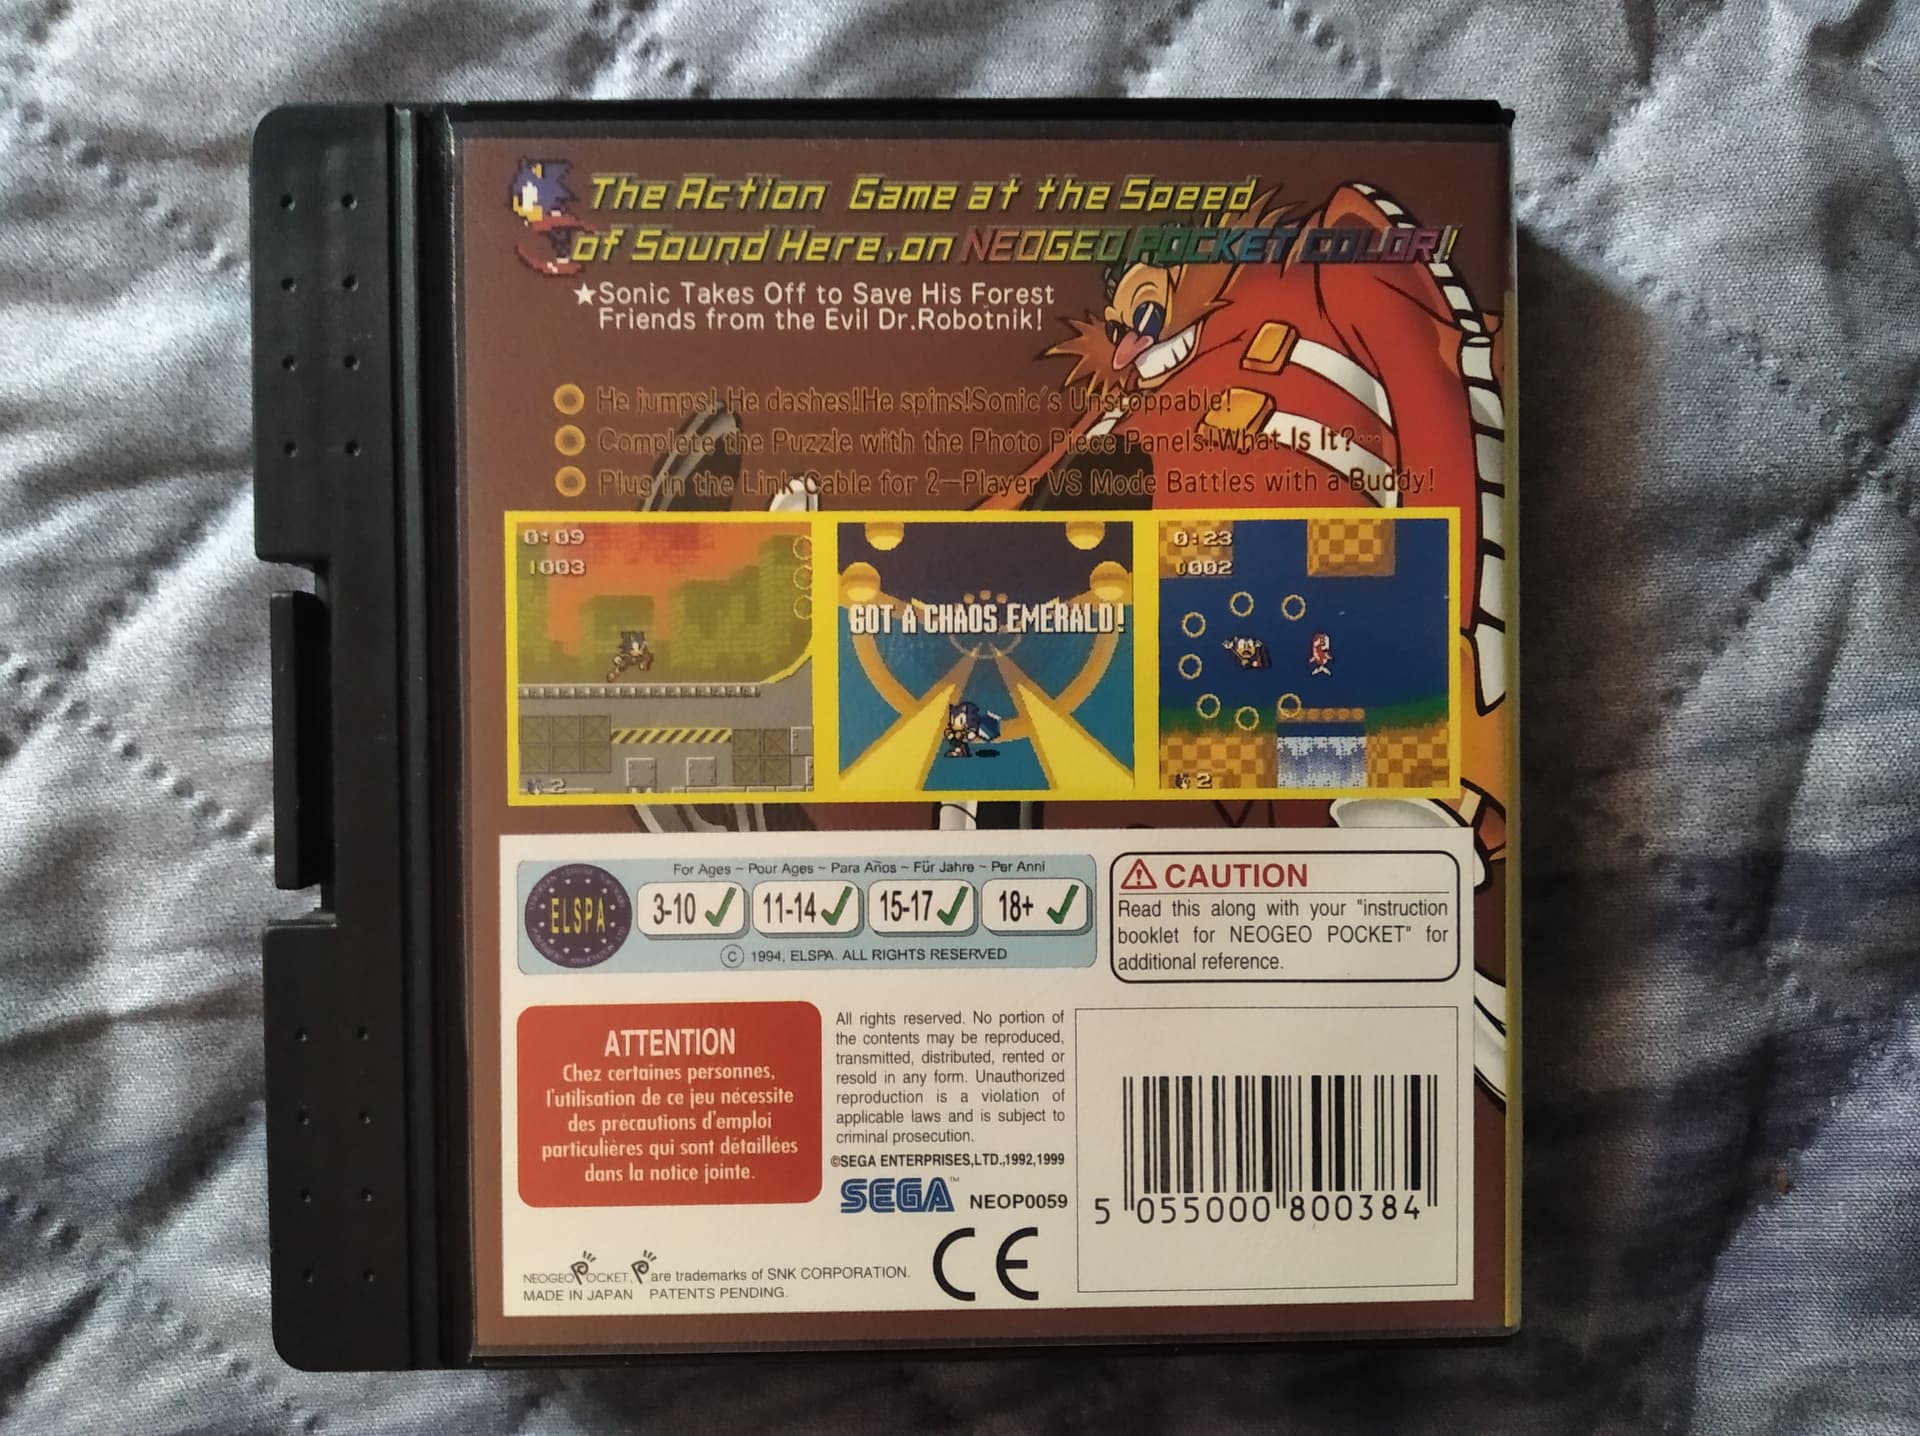 The Action Game at the Speed
of Sound Here,on NEOGEO POCKET COLOR!
★Sonic Takes Off to Save His Forest
Friends from the Evil Dr.Robotnik!
He jumps! He dashes!He spins!Sonic's Unstoppable!
Complete the Puzzle with the Photo Piece Panels!What Is It?…
Plug in the Link Cable for 2-Player VS Mode Battles with a Buddy!
0:09
1003
2
GOT A CHAOS EMERALD!
0:23
0002
2
ELSPA
For Ages ~ Pour Ages ~ Para Años ~ Für Jahre ~ Per Anni
3-10 ✓ 11-14 ✓ 15-17 ✓ 18+ ✓
© 1994, ELSPA. ALL RIGHTS RESERVED
⚠ CAUTION
Read this along with your "instruction
booklet for NEOGEO POCKET" for
additional reference.
ATTENTION
Chez certaines personnes,
l'utilisation de ce jeu nécessite
des précautions d'emploi
particulières qui sont détaillées
dans la notice jointe.
All rights reserved. No portion of
the contents may be reproduced,
transmitted, distributed, rented or
resold in any form. Unauthorized
reproduction is a violation of
applicable laws and is subject to
criminal prosecution.
©SEGA ENTERPRISES,LTD.,1992,1999
SEGA™ NEOP0059
5 055000 800384
NEOGEO POCKET, P are trademarks of SNK CORPORATION.
MADE IN JAPAN PATENTS PENDING.
CE